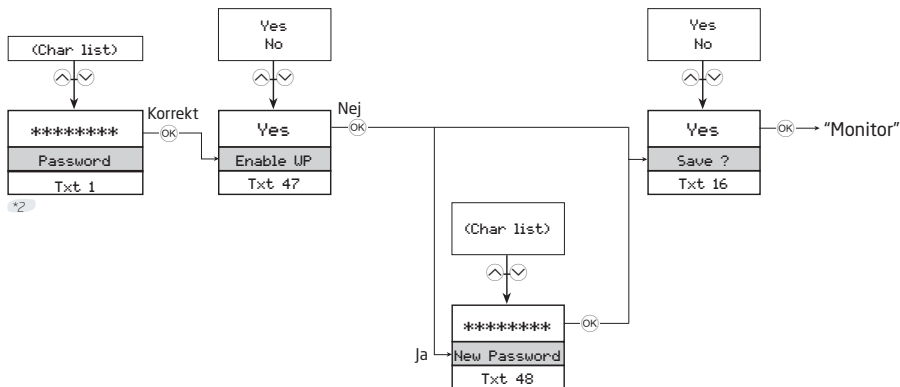 (Char list)
********
Password
Txt 1
*2
Korrekt
OK
Yes
No
Yes
Enable WP
Txt 47
Nej
OK
Ja
(Char list)
********
New Password
Txt 48
OK
Yes
No
Yes
Save ?
Txt 16
OK
“Monitor”